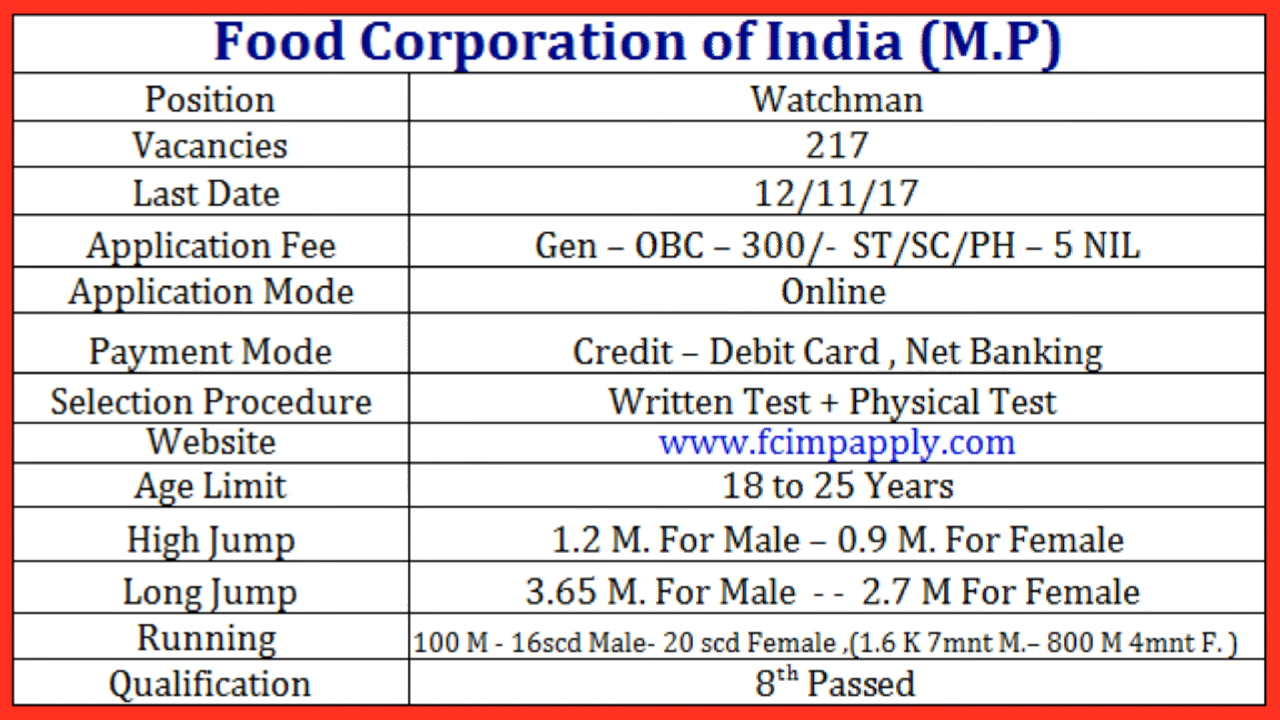 Food Corporation of India (M.P)
Position Watchman
Vacancies 217
Last Date 12/11/17
Application Fee Gen – OBC – 300/- ST/SC/PH – 5 NIL
Application Mode Online
Payment Mode Credit – Debit Card , Net Banking
Selection Procedure Written Test + Physical Test
Website www.fcimpapply.com
Age Limit 18 to 25 Years
High Jump 1.2 M. For Male – 0.9 M. For Female
Long Jump 3.65 M. For Male - - 2.7 M For Female
Running 100 M - 16scd Male- 20 scd Female ,(1.6 K 7mnt M.– 800 M 4mnt F. )
Qualification 8th Passed